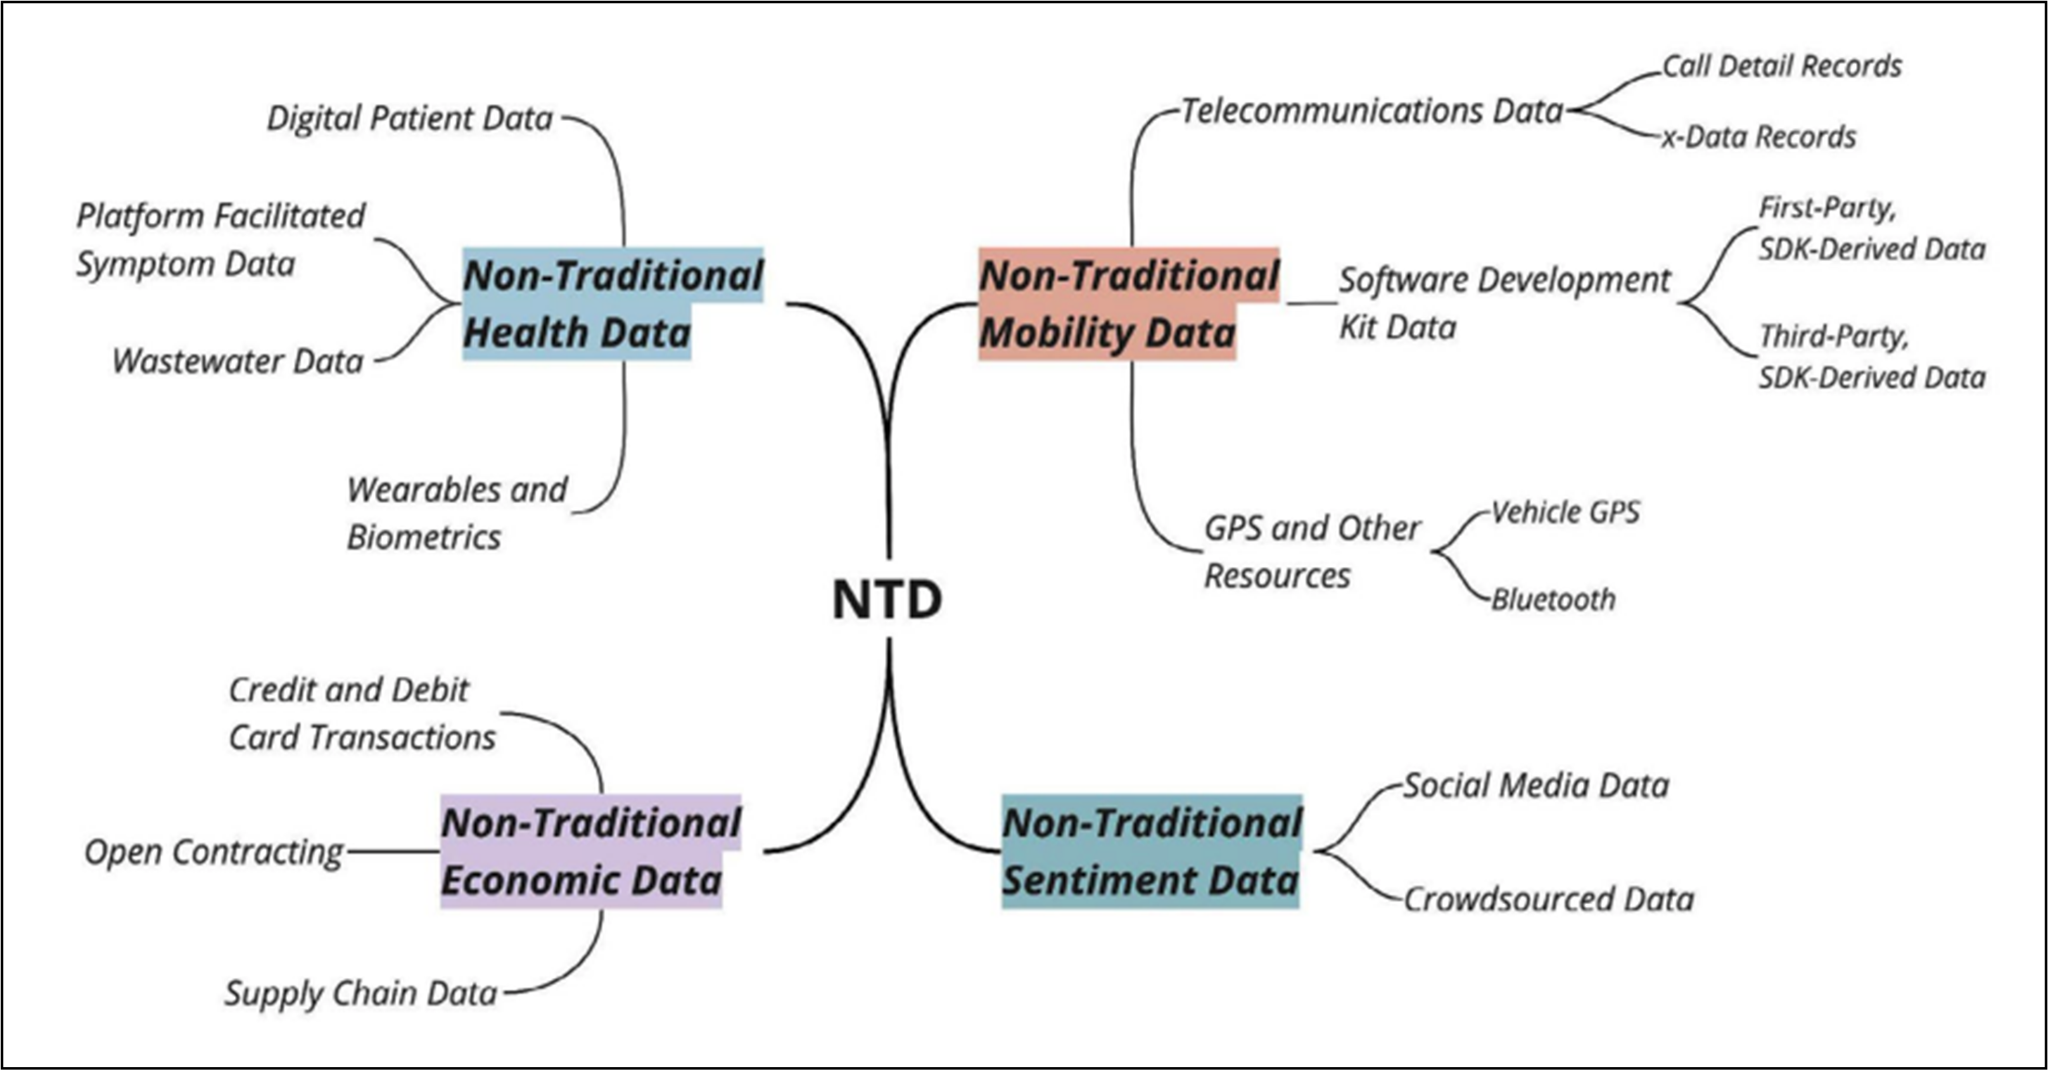 Digital Patient Data
Platform Facilitated
Symptom Data
Wastewater Data
Non-Traditional
Health Data
Wearables and
Biometrics
Telecommunications Data
Call Detail Records
x-Data Records
Non-Traditional
Mobility Data
Software Development
Kit Data
First-Party,
SDK-Derived Data
Third-Party,
SDK-Derived Data
GPS and Other
Resources
Vehicle GPS
Bluetooth
NTD
Credit and Debit
Card Transactions
Open Contracting
Non-Traditional
Economic Data
Supply Chain Data
Non-Traditional
Sentiment Data
Social Media Data
Crowdsourced Data